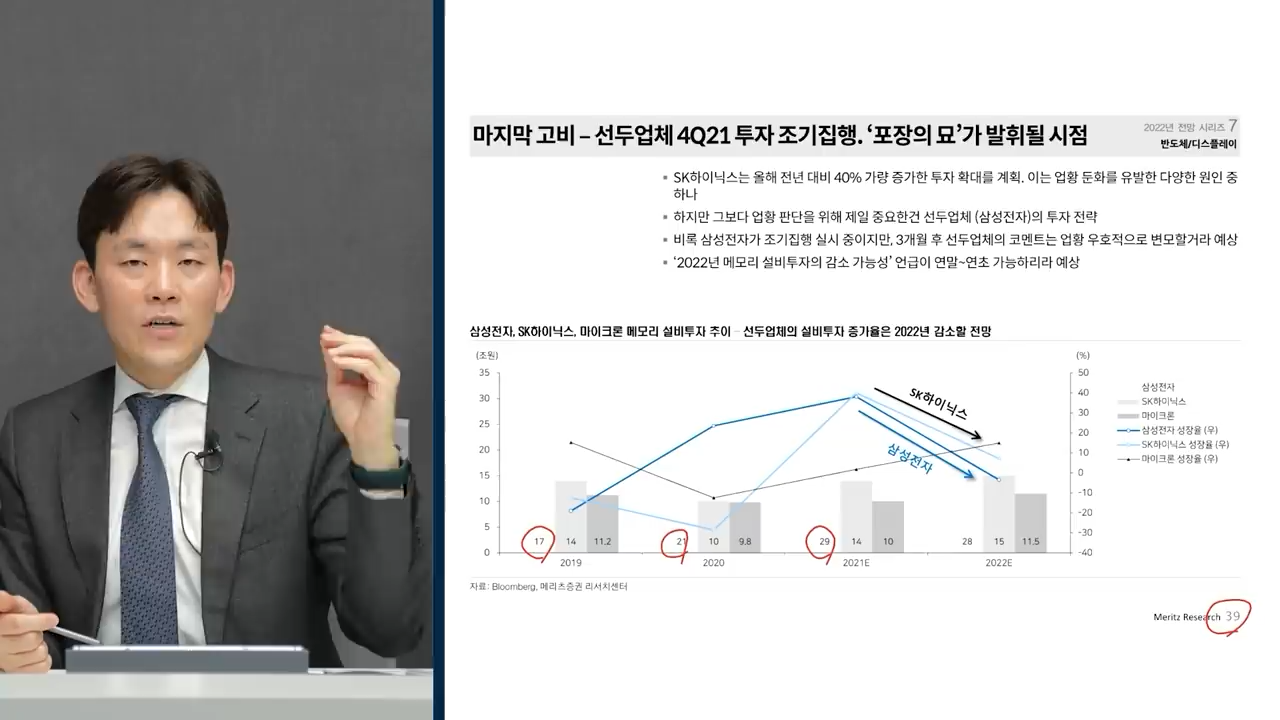 마지막 고비 – 선두업체 4Q21 투자 조기집행. ‘포장의 묘’가 발휘될 시점
2022년 전망 시리즈 7
반도체/디스플레이
▪ SK하이닉스는 올해 전년 대비 40% 가량 증가한 투자 확대를 계획. 이는 업황 둔화를 유발한 다양한 원인 중
하나
▪ 하지만 그보다 업황 판단을 위해 제일 중요한건 선두업체 (삼성전자)의 투자 전략
▪ 비록 삼성전자가 조기집행 실시 중이지만, 3개월 후 선두업체의 코멘트는 업황 우호적으로 변모할거라 예상
▪ ‘2022년 메모리 설비투자의 감소 가능성’ 언급이 연말~연초 가능하리라 예상
삼성전자, SK하이닉스, 마이크론 메모리 설비투자 추이 – 선두업체의 설비투자 증가율은 2022년 감소할 전망
(조원)
(%)
35
30
25
20
15
10
5
0
SK하이닉스
삼성전자
17 14 11.2
21 10 9.8
29 14 10
28 15 11.5
2019 2020 2021E 2022E
50
40
30
20
10
0
-10
-20
-30
-40
삼성전자
SK하이닉스
마이크론
삼성전자 성장율 (우)
SK하이닉스 성장율 (우)
마이크론 성장율 (우)
자료: Bloomberg, 메리츠증권 리서치센터
Meritz Research 39